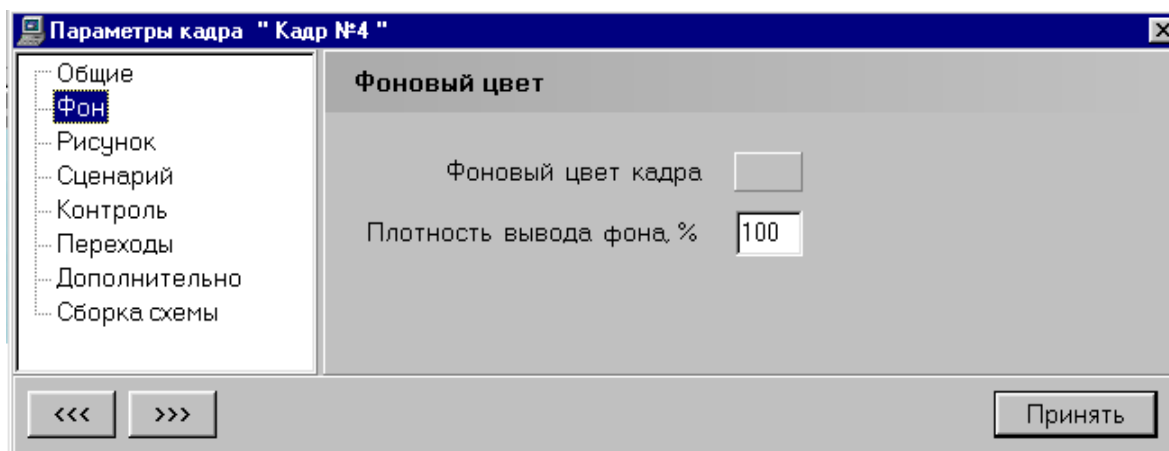 Параметры кадра " Кадр №4 "
Общие
Фон
Рисунок
Сценарий
Контроль
Переходы
Дополнительно
Сборка схемы
Фоновый цвет
Фоновый цвет кадра
Плотность вывода фона, % 100
<<< >>> Принять